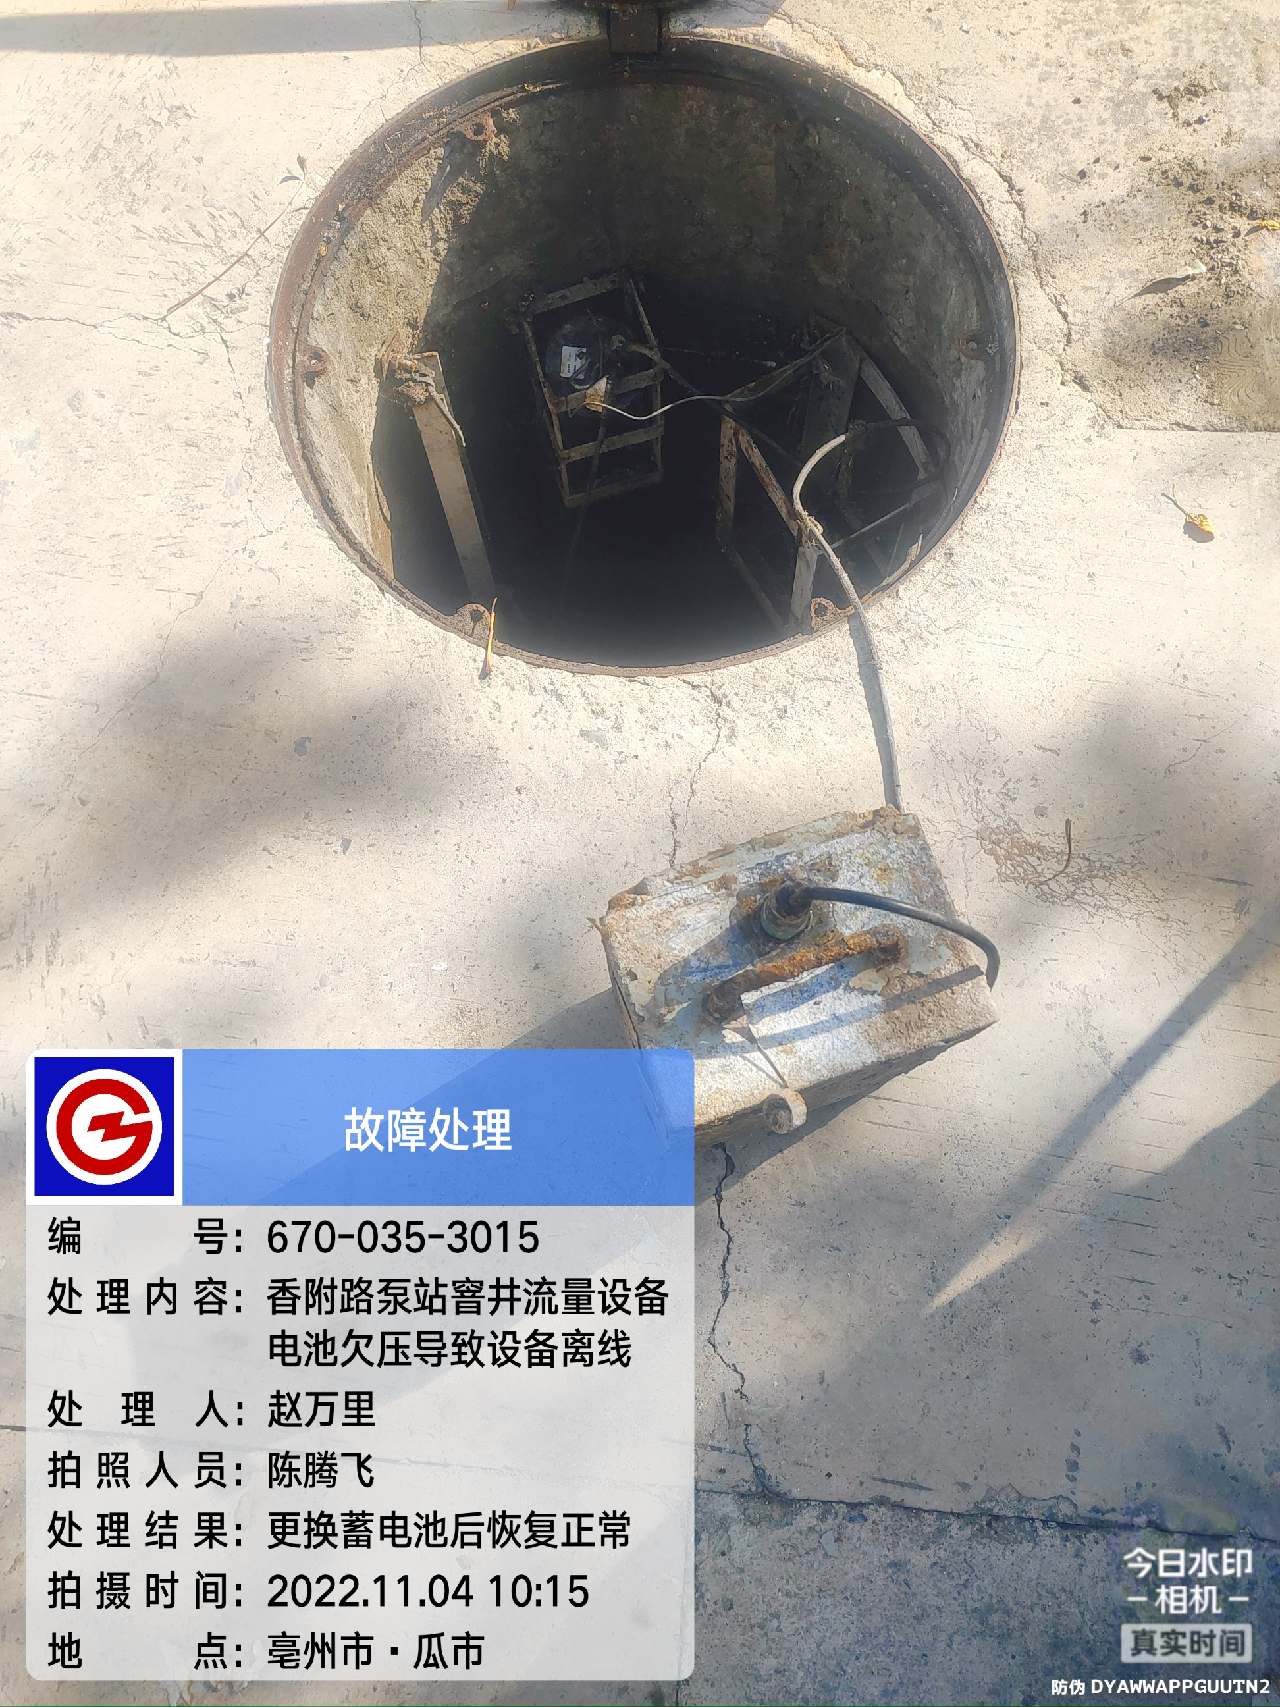 故障处理
编号：670-035-3015
处理内容：香附路泵站窖井流量设备
电池欠压导致设备离线
处理人：赵万里
拍照人员：陈腾飞
处理结果：更换蓄电池后恢复正常
拍摄时间：2022.11.04 10:15
地点：亳州市·瓜市
今日水印
相机
真实时间
防伪 DYAWWAPPGUUTN2